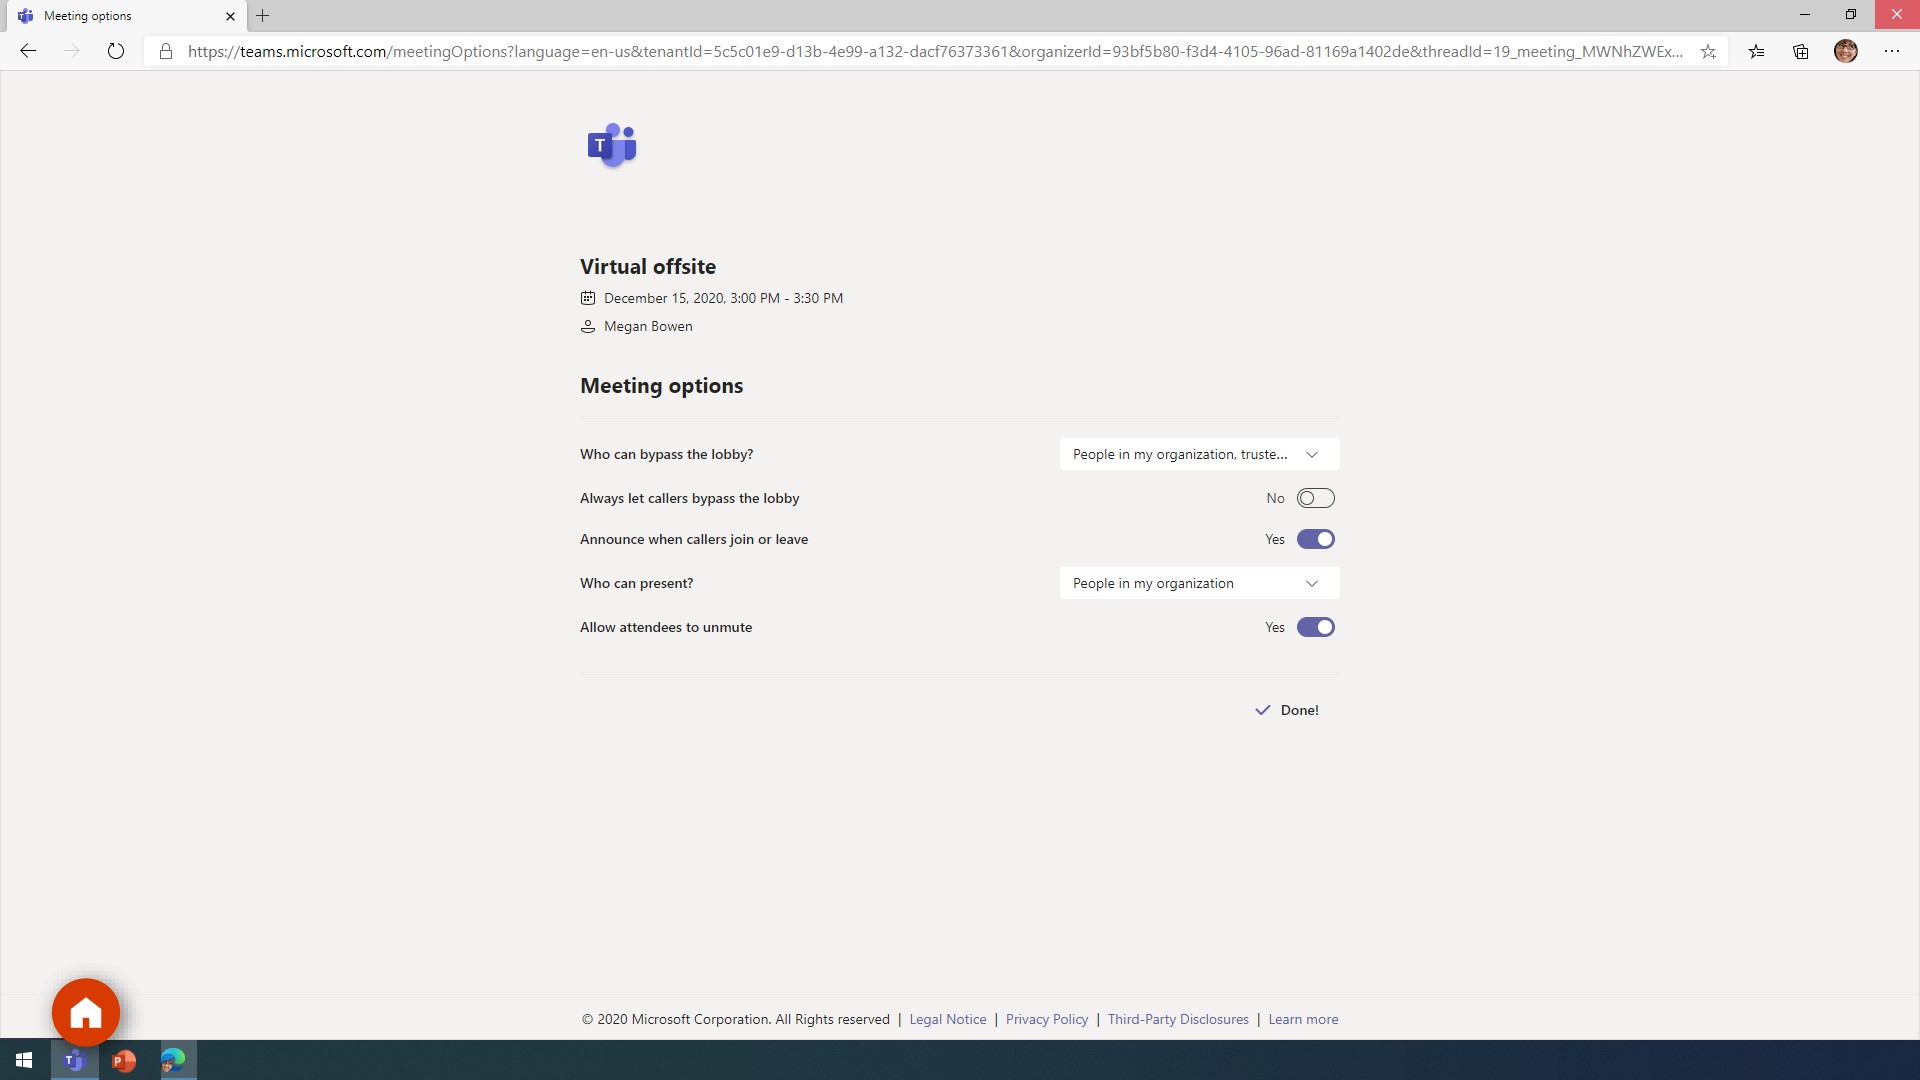 Meeting options
https://teams.microsoft.com/meetingOptions?language=en-us&tenantId=5c5c01e9-d13b-4e99-a132-dacf76373361&organizerId=93bf5b80-f3d4-4105-96ad-81169a1402de&threadId=19_meeting_MWNhZWEx...
T
Virtual offsite
December 15, 2020, 3:00 PM - 3:30 PM
Megan Bowen
Meeting options
Who can bypass the lobby? People in my organization, truste...
Always let callers bypass the lobby No
Announce when callers join or leave Yes
Who can present? People in my organization
Allow attendees to unmute Yes
Done!
© 2020 Microsoft Corporation. All Rights reserved | Legal Notice | Privacy Policy | Third-Party Disclosures | Learn more
T P